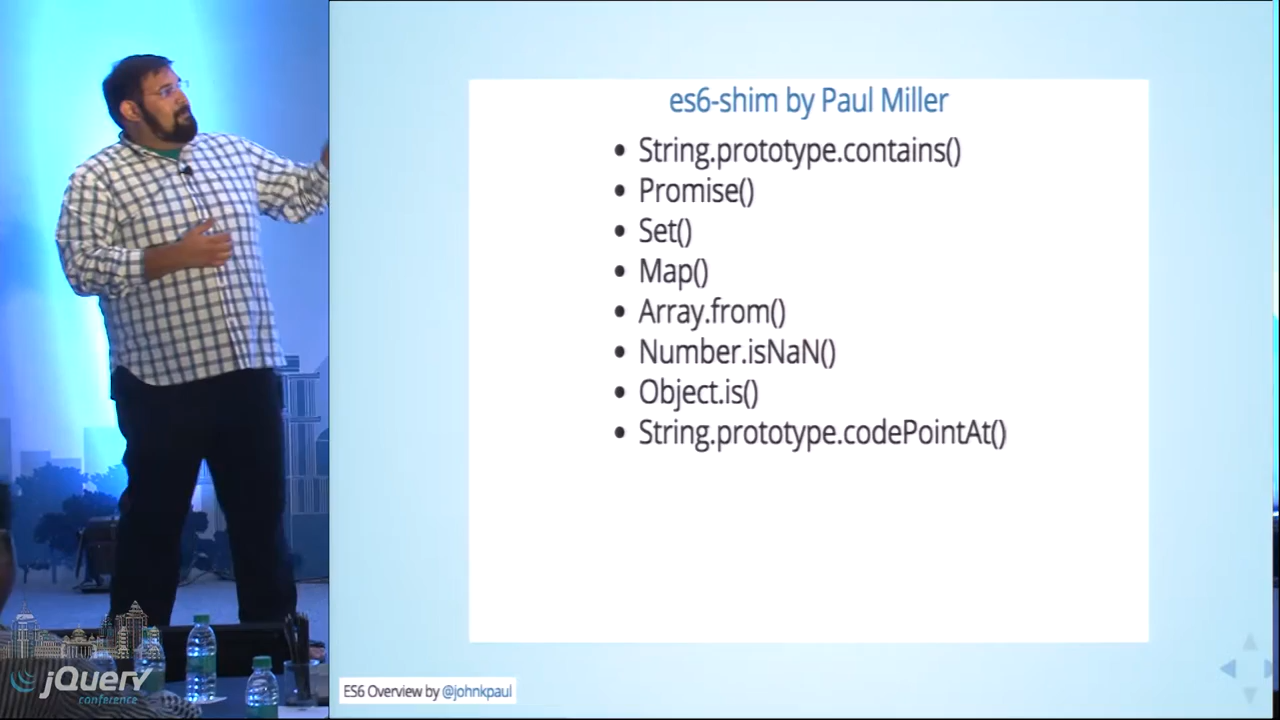 es6-shim by Paul Miller
String.prototype.contains()
Promise()
Set()
Map()
Array.from()
Number.isNaN()
Object.is()
String.prototype.codePointAt()
ES6 Overview by @johnkpaul
jQuery
conference